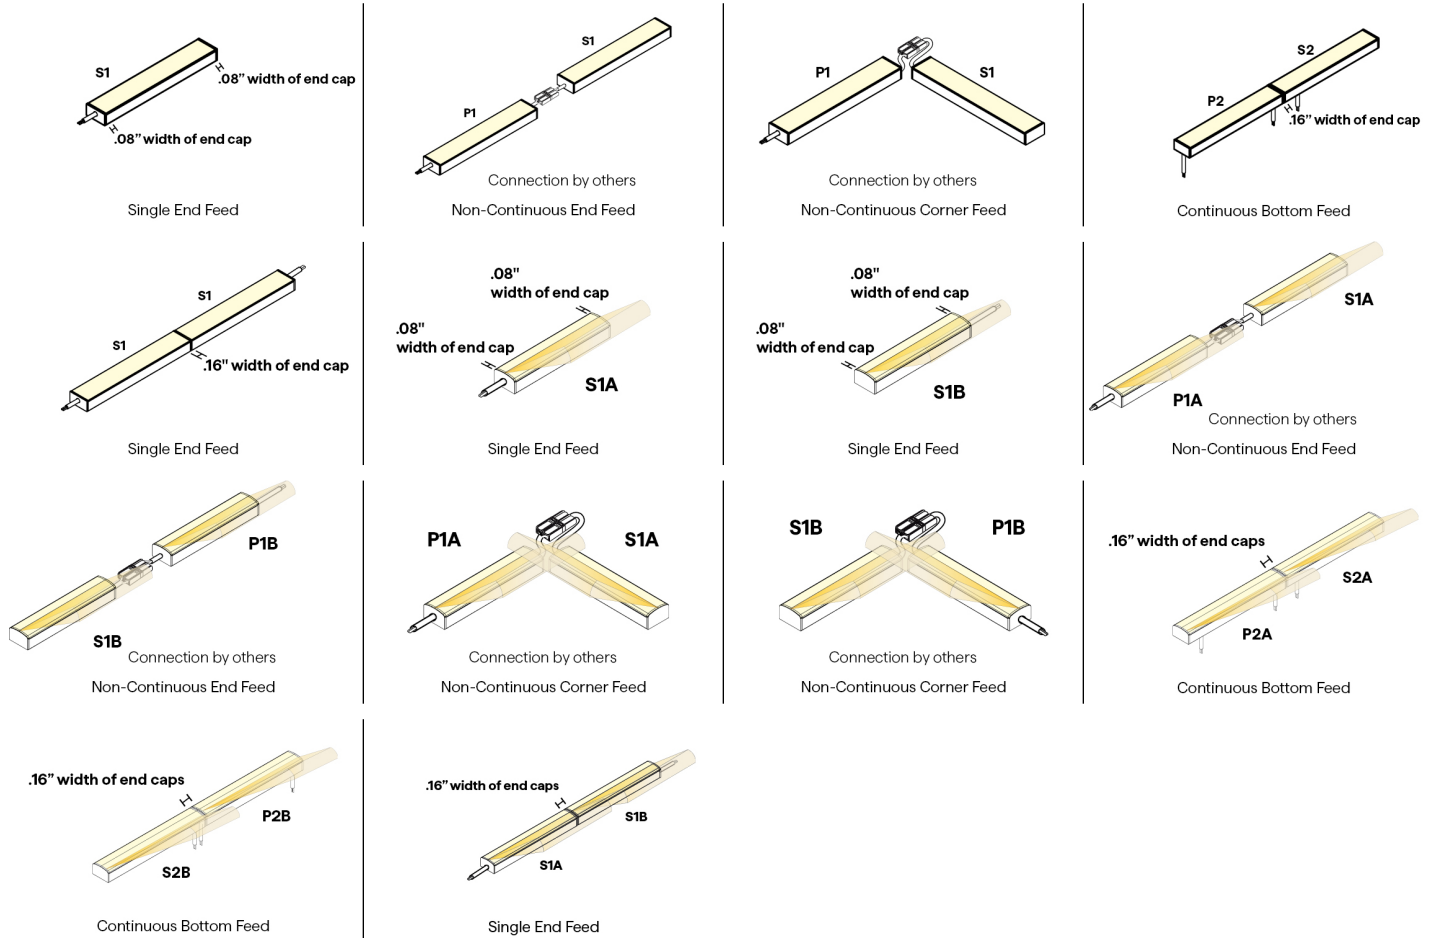 S1
.08” width of end cap
.08” width of end cap
Single End Feed
S1
P1
Connection by others
Non-Continuous End Feed
P1
S1
Connection by others
Non-Continuous Corner Feed
S2
P2
.16” width of end cap
Continuous Bottom Feed
S1
S1
.16" width of end cap
Single End Feed
.08"
width of end cap
.08"
width of end cap
S1A
Single End Feed
.08"
width of end cap
.08"
width of end cap
S1B
Single End Feed
S1A
P1A
Connection by others
Non-Continuous End Feed
P1B
S1B
Connection by others
Non-Continuous End Feed
P1A
S1A
Connection by others
Non-Continuous Corner Feed
S1B
P1B
Connection by others
Non-Continuous Corner Feed
.16” width of end caps
S2A
P2A
Continuous Bottom Feed
.16” width of end caps
P2B
S2B
Continuous Bottom Feed
.16” width of end caps
S1B
S1A
Single End Feed